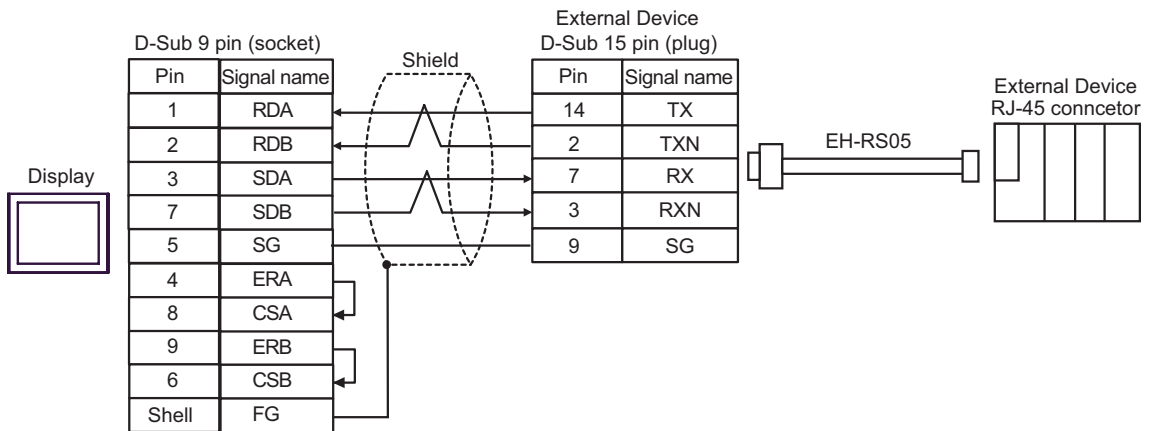 External Device
D-Sub 9 pin (socket)
D-Sub 15 pin (plug)
Shield
Pin Signal name
Pin Signal name
External Device
RJ-45 conncetor
1 RDA
14 TX
2 RDB
2 TXN
EH-RS05
Display
3 SDA
7 RX
7 SDB
3 RXN
5 SG
9 SG
4 ERA
8 CSA
9 ERB
6 CSB
Shell FG